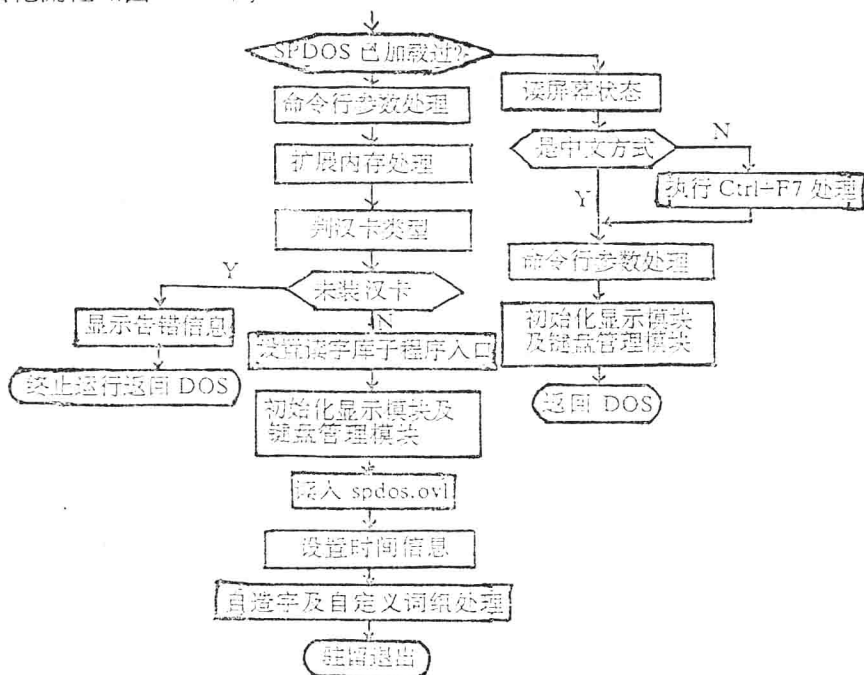 SPDOS 已加载过?
命令行参数处理
扩展内存处理
判汉卡类型
Y
未装汉卡
N
显示告错信息
终止运行返回 DOS
设置读字库子程序入口
初始化显示模块及
键盘管理模块
读入 spdos.ovl
设置时间信息
自造字及自定义词组处理
驻留退出
读屏幕状态
是中文方式
N
Y
执行 Ctrl-F7 处理
命令行参数处理
初始化显示模块
及键盘管理模块
返回 DOS